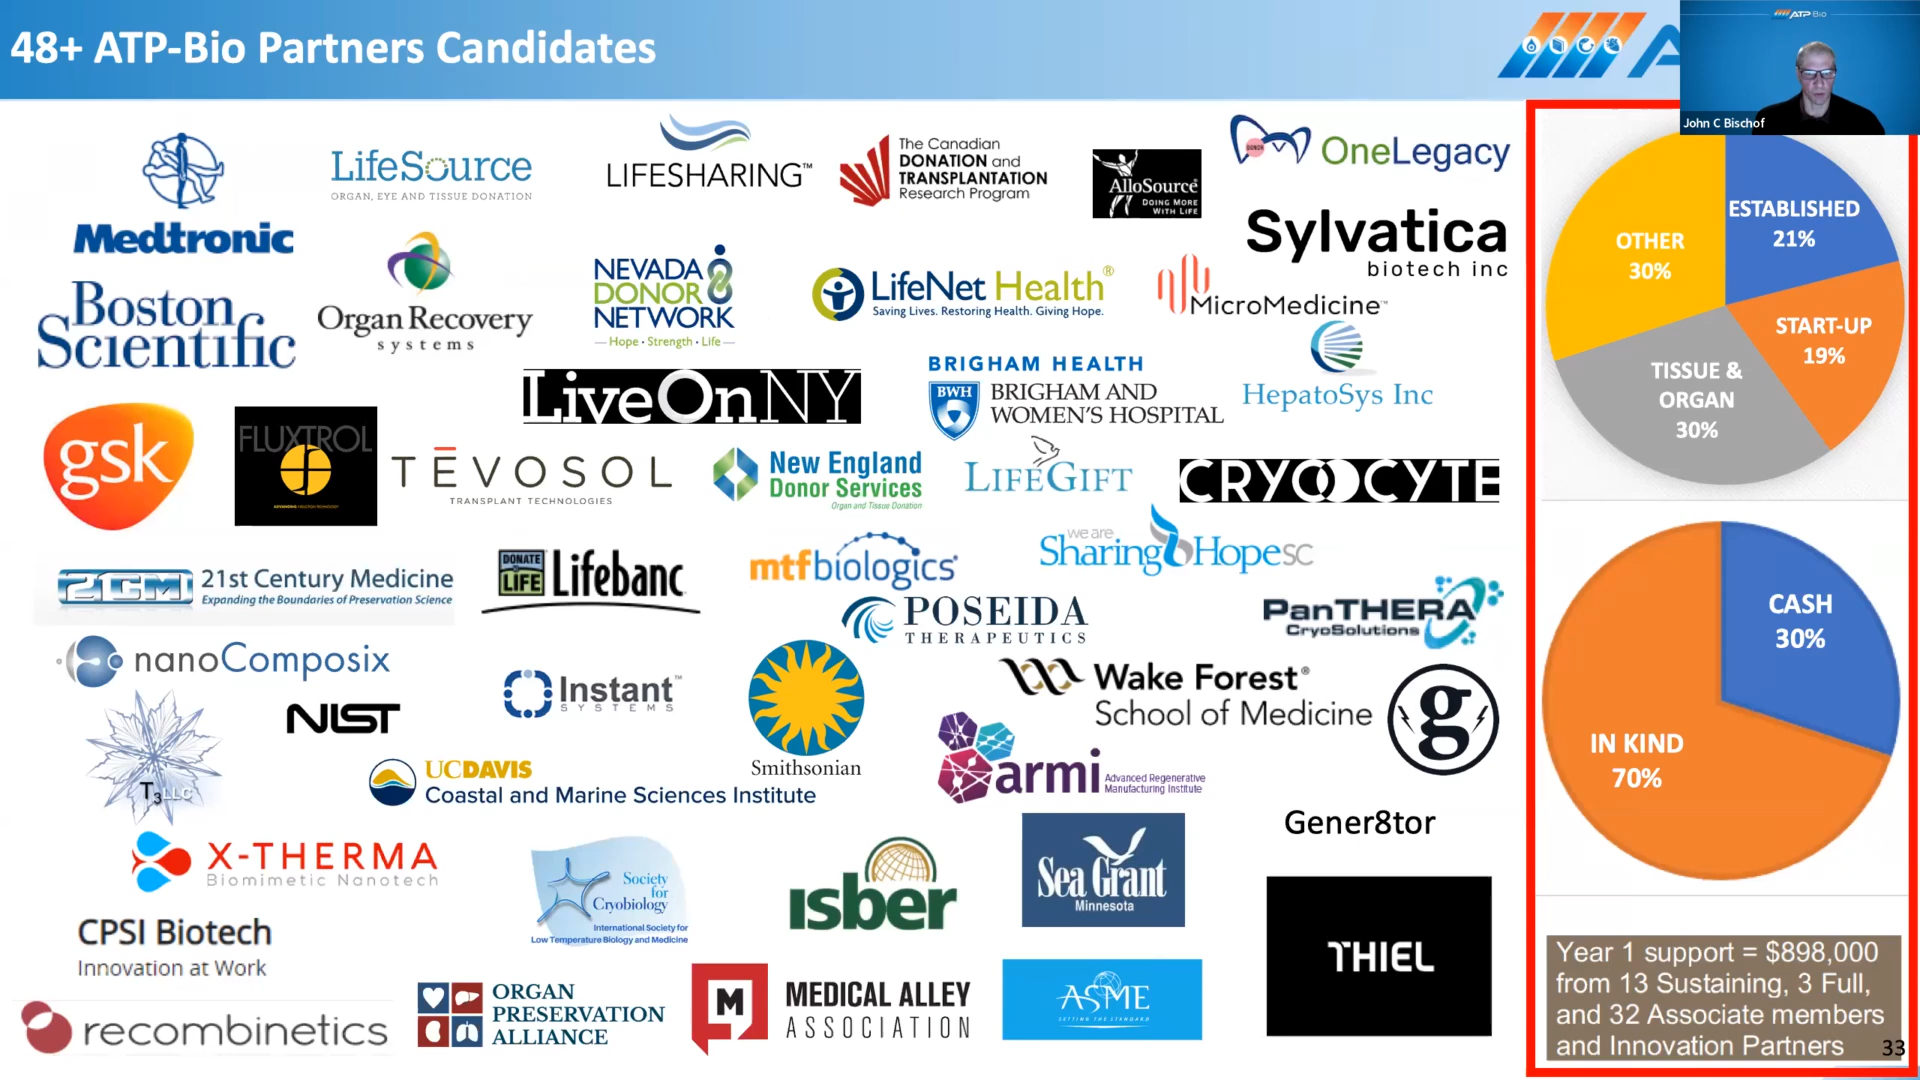 48+ ATP-Bio Partners Candidates
ATP Bio
John C Bischof
Medtronic
LifeSource
ORGAN, EYE AND TISSUE DONATION
LIFESHARING™
The Canadian
DONATION and
TRANSPLANTATION
Research Program
AlloSource®
DOING MORE
WITH LIFE
DONOR
OneLegacy
Sylvatica
biotech inc
Boston
Scientific
Organ Recovery
systems
NEVADA
DONOR
NETWORK
Hope · Strength · Life
LifeNet Health®
Saving Lives. Restoring Health. Giving Hope.
MicroMedicine™
HepatoSys Inc
LiveOnNY
BRIGHAM HEALTH
BWH
BRIGHAM AND
WOMEN'S HOSPITAL
gsk
FLUXTROL
TĒVOSOL
TRANSPLANT TECHNOLOGIES
New England
Donor Services
Organ and Tissue Donation
LIFEGIFT
CRYOCYTE
21CM
21st Century Medicine
Expanding the Boundaries of Preservation Science
DONATE
LIFE
Lifebanc
mtfbiologics®
we are
SharingHopeSC
POSEIDA
THERAPEUTICS
PanTHERA
CryoSolutions
nanoComposix
Instant™
SYSTEMS
Smithsonian
Wake Forest®
School of Medicine
g
T3LLC
NIST
UCDAVIS
Coastal and Marine Sciences Institute
armi
Advanced Regenerative
Manufacturing Institute
Gener8tor
X-THERMA
Biomimetic Nanotech
Society
for
Cryobiology
International Society for
Low Temperature Biology and Medicine
ISBER
Sea Grant
Minnesota
THIEL
CPSI Biotech
Innovation at Work
recombinetics
ORGAN
PRESERVATION
ALLIANCE
M
MEDICAL ALLEY
ASSOCIATION
ASME
SETTING THE STANDARD
ESTABLISHED
21%
OTHER
30%
START-UP
19%
TISSUE &
ORGAN
30%
CASH
30%
IN KIND
70%
Year 1 support = $898,000
from 13 Sustaining, 3 Full,
and 32 Associate members
and Innovation Partners
33